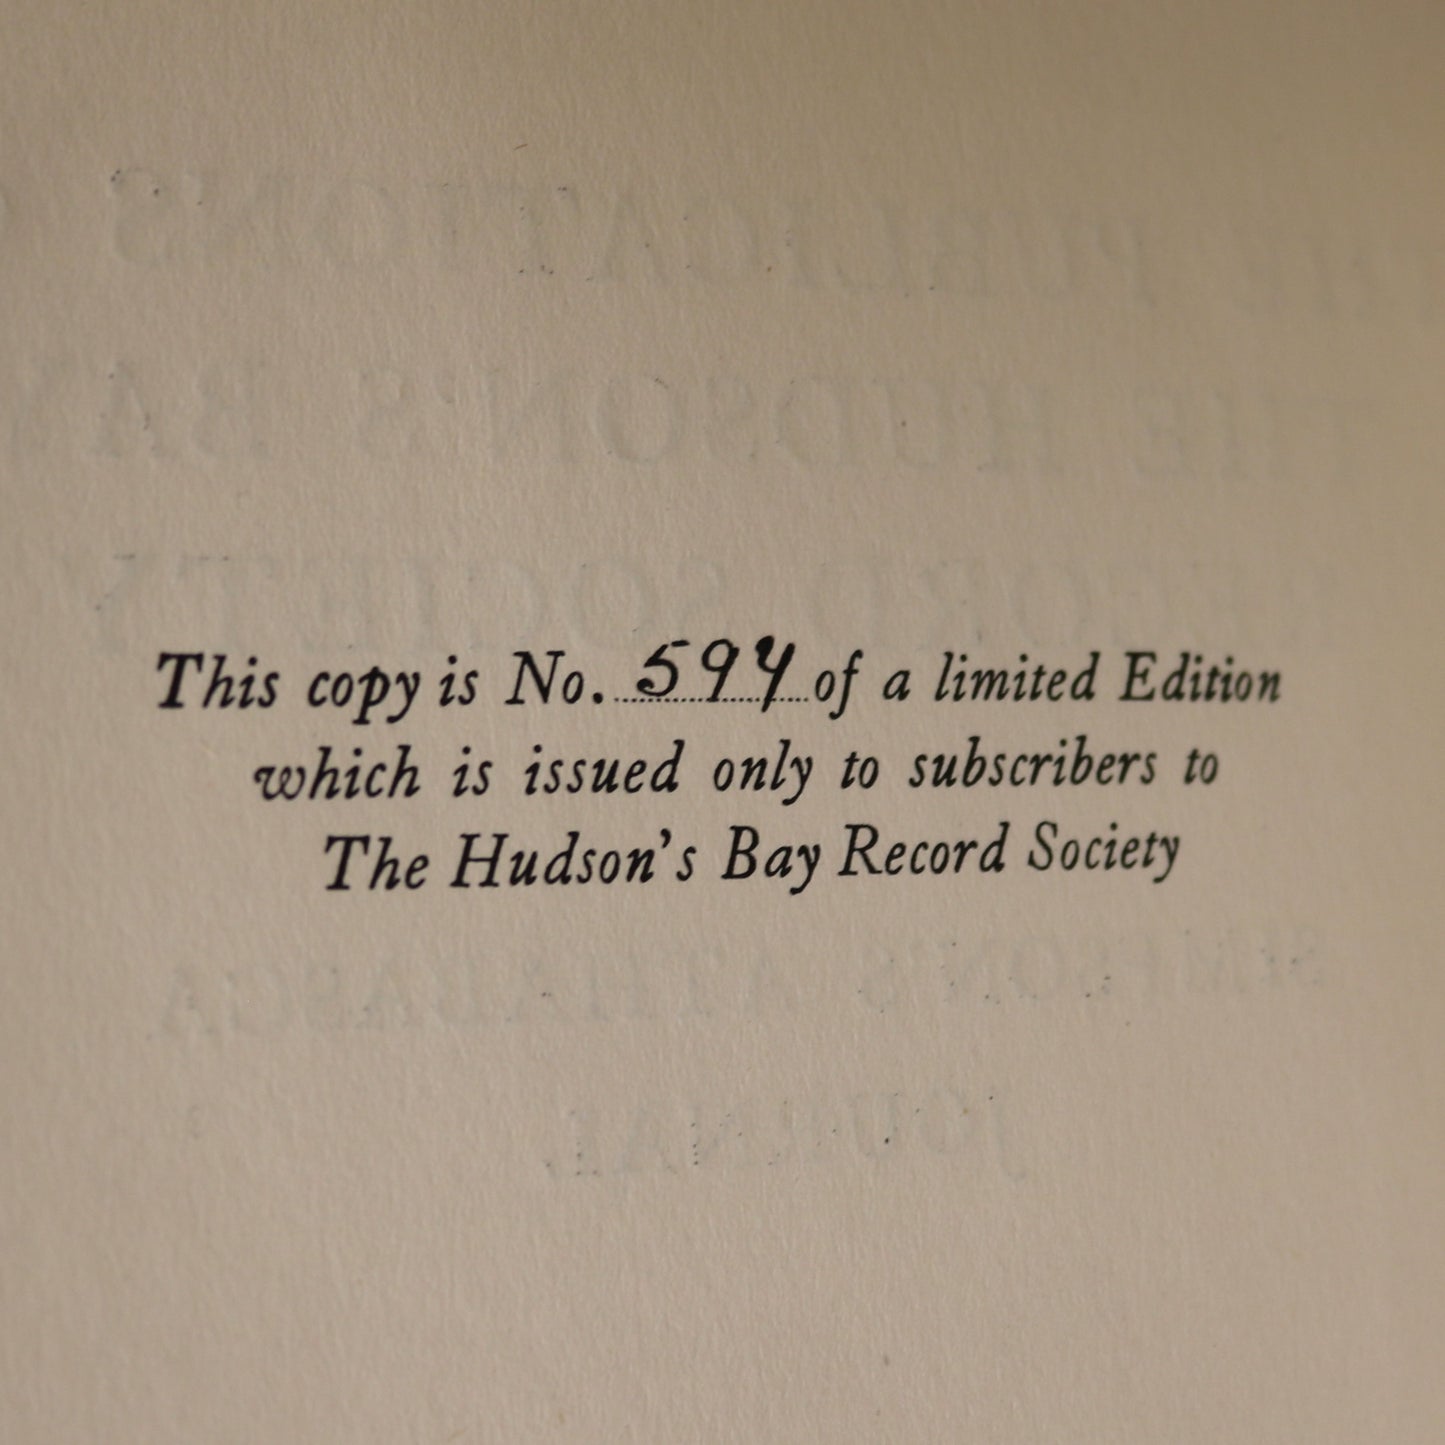 This copy is No. 594 of a limited Edition
which is issued only to subscribers to
The Hudson's Bay Record Society